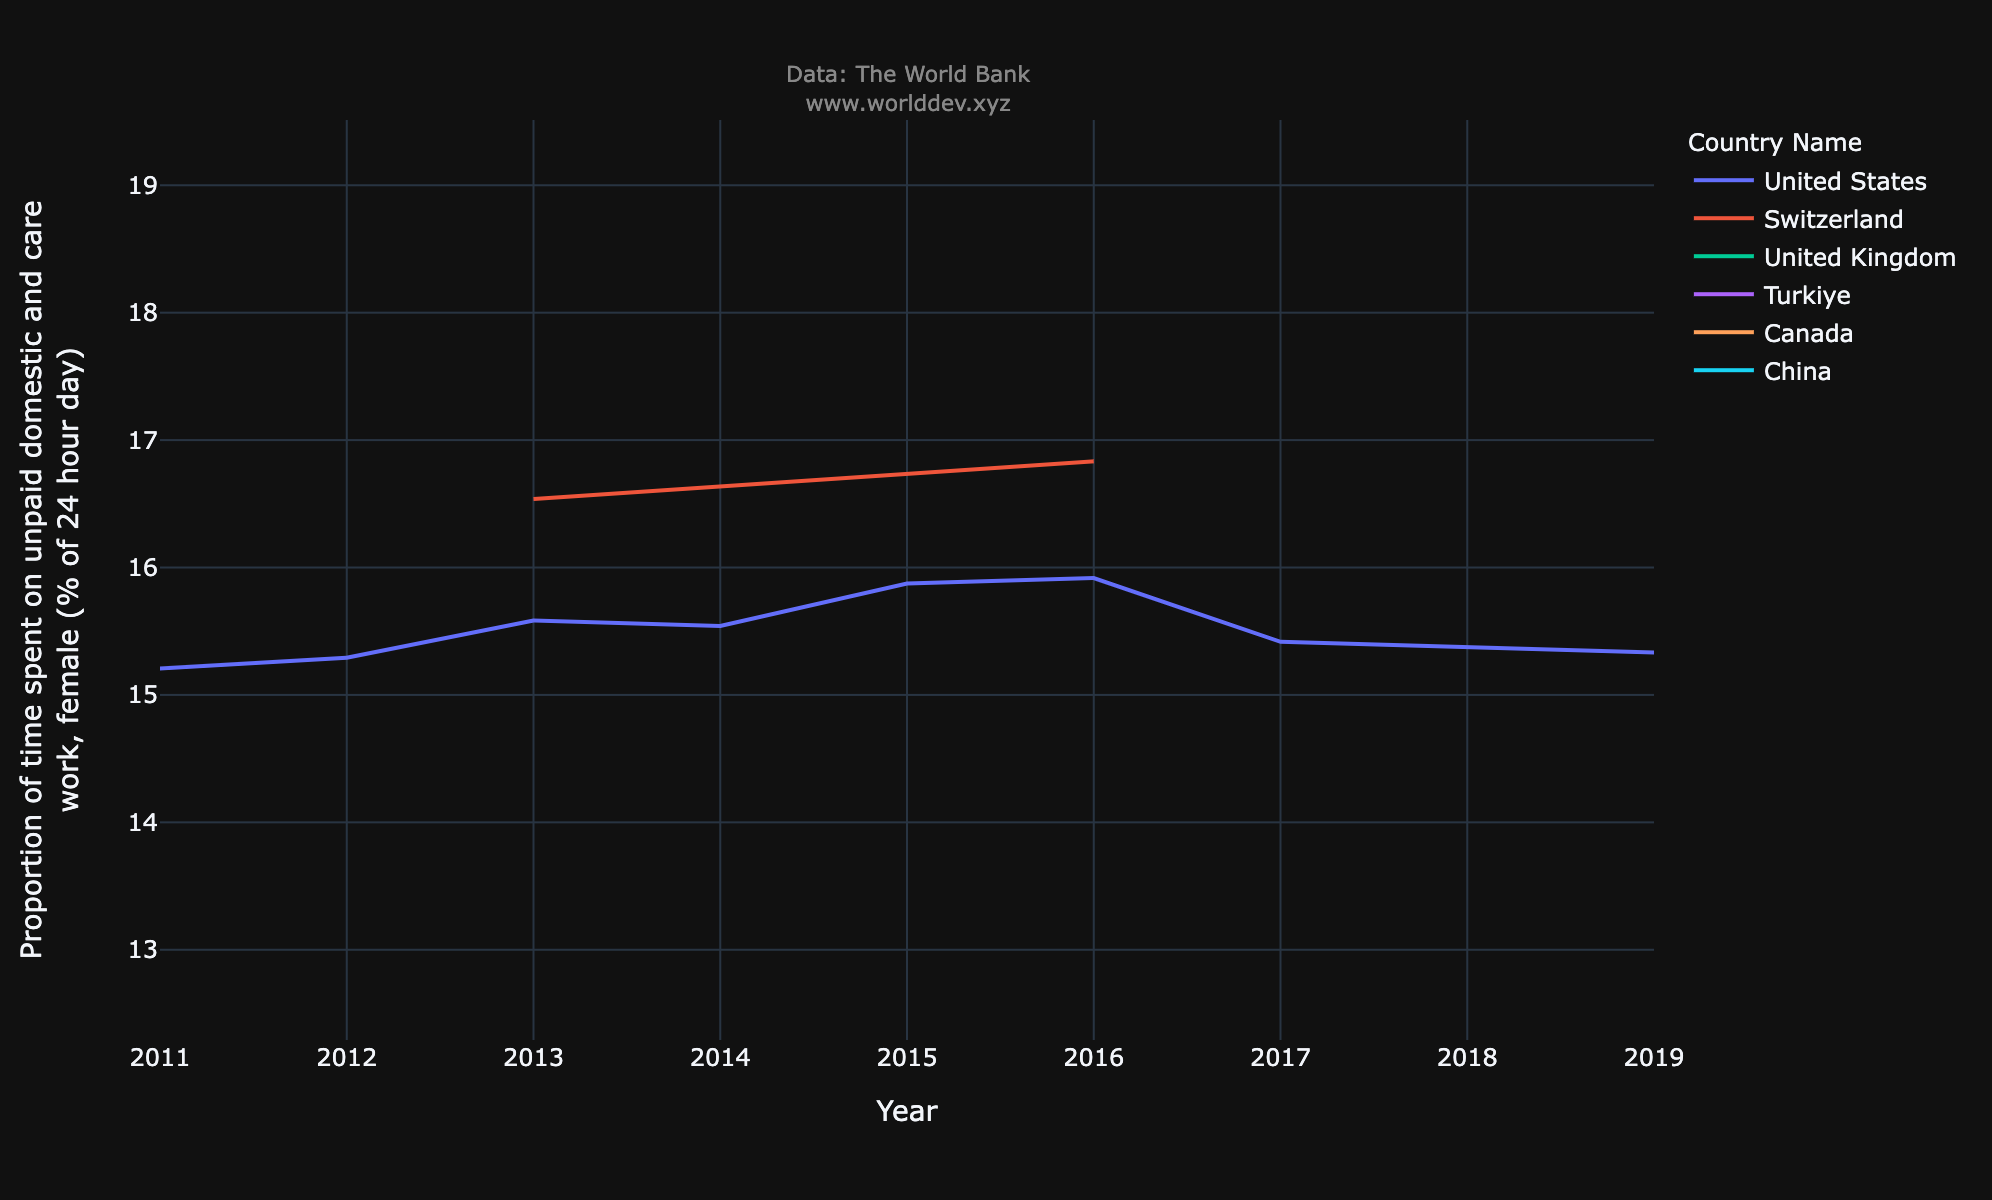 Data: The World Bank
www.worlddev.xyz
Proportion of time spent on unpaid domestic and care
work, female (% of 24 hour day)
19
18
17
16
15
14
13
2011
2012
2013
2014
2015
2016
2017
2018
2019
Year
Country Name
United States
Switzerland
United Kingdom
Turkiye
Canada
China